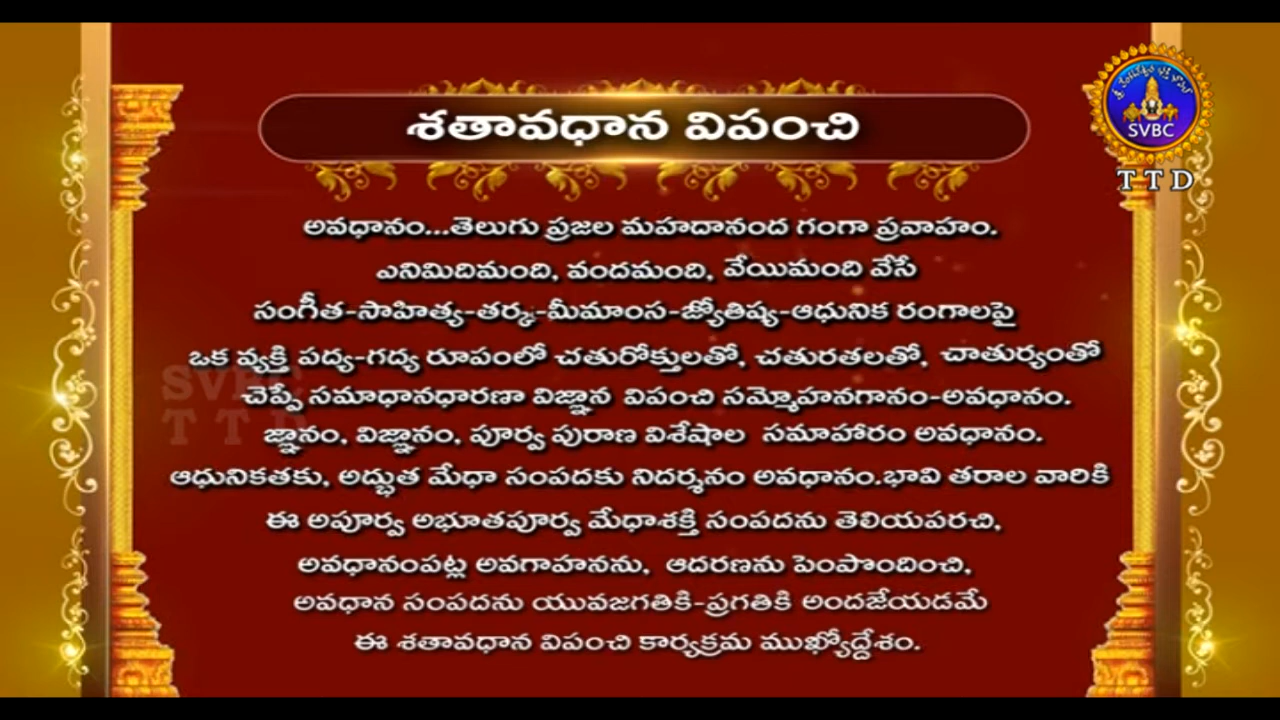 శతావధాన విపంచి
SVBC
T T D
అవధానం...తెలుగు ప్రజల మహదానంద గంగా ప్రవాహం.
ఎనిమిదిమంది, వందమంది, వేయిమంది వేసే
సంగీత-సాహిత్య-తర్క-మీమాంస-జ్యోతిష్య-ఆధునిక రంగాలపై
ఒక వ్యక్తి పద్య-గద్య రూపంలో చతురోక్తులతో, చతురతలతో, చాతుర్యంతో
చెప్పే సమాధానధారణా విజ్ఞాన విపంచి సమ్మోహనగానం-అవధానం.
జ్ఞానం, విజ్ఞానం, పూర్వ పురాణ విశేషాల సమాహారం అవధానం.
ఆధునికతకు, అద్భుత మేధా సంపదకు నిదర్శనం అవధానం.భావి తరాల వారికి
ఈ అపూర్వ అభూతపూర్వ మేధాశక్తి సంపదను తెలియపరచి,
అవధానంపట్ల అవగాహనను, ఆదరణను పెంపొందించి,
అవధాన సంపదను యువజగతికి-ప్రగతికి అందజేయడమే
ఈ శతావధాన విపంచి కార్యక్రమ ముఖ్యోద్దేశం.
SVBC
T T D